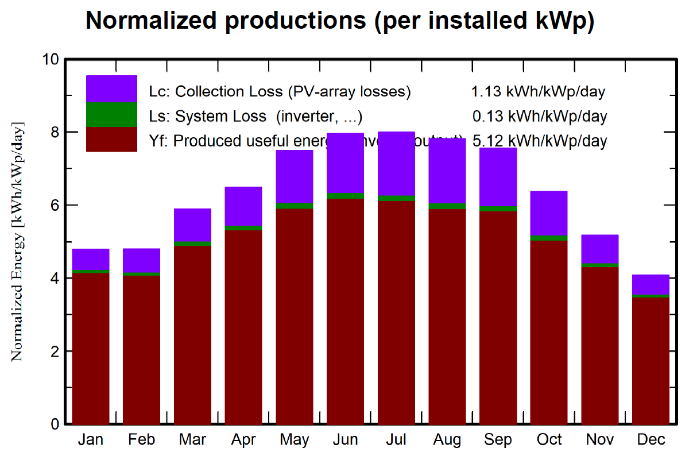 Normalized productions (per installed kWp)
Normalized Energy [kWh/kWp/day]
10
8
6
4
2
0
Lc: Collection Loss (PV-array losses) 1.13 kWh/kWp/day
Ls: System Loss (inverter, ...) 0.13 kWh/kWp/day
Yf: Produced useful output) 5.12 kWh/kWp/day
Jan Feb Mar Apr May Jun Jul Aug Sep Oct Nov Dec